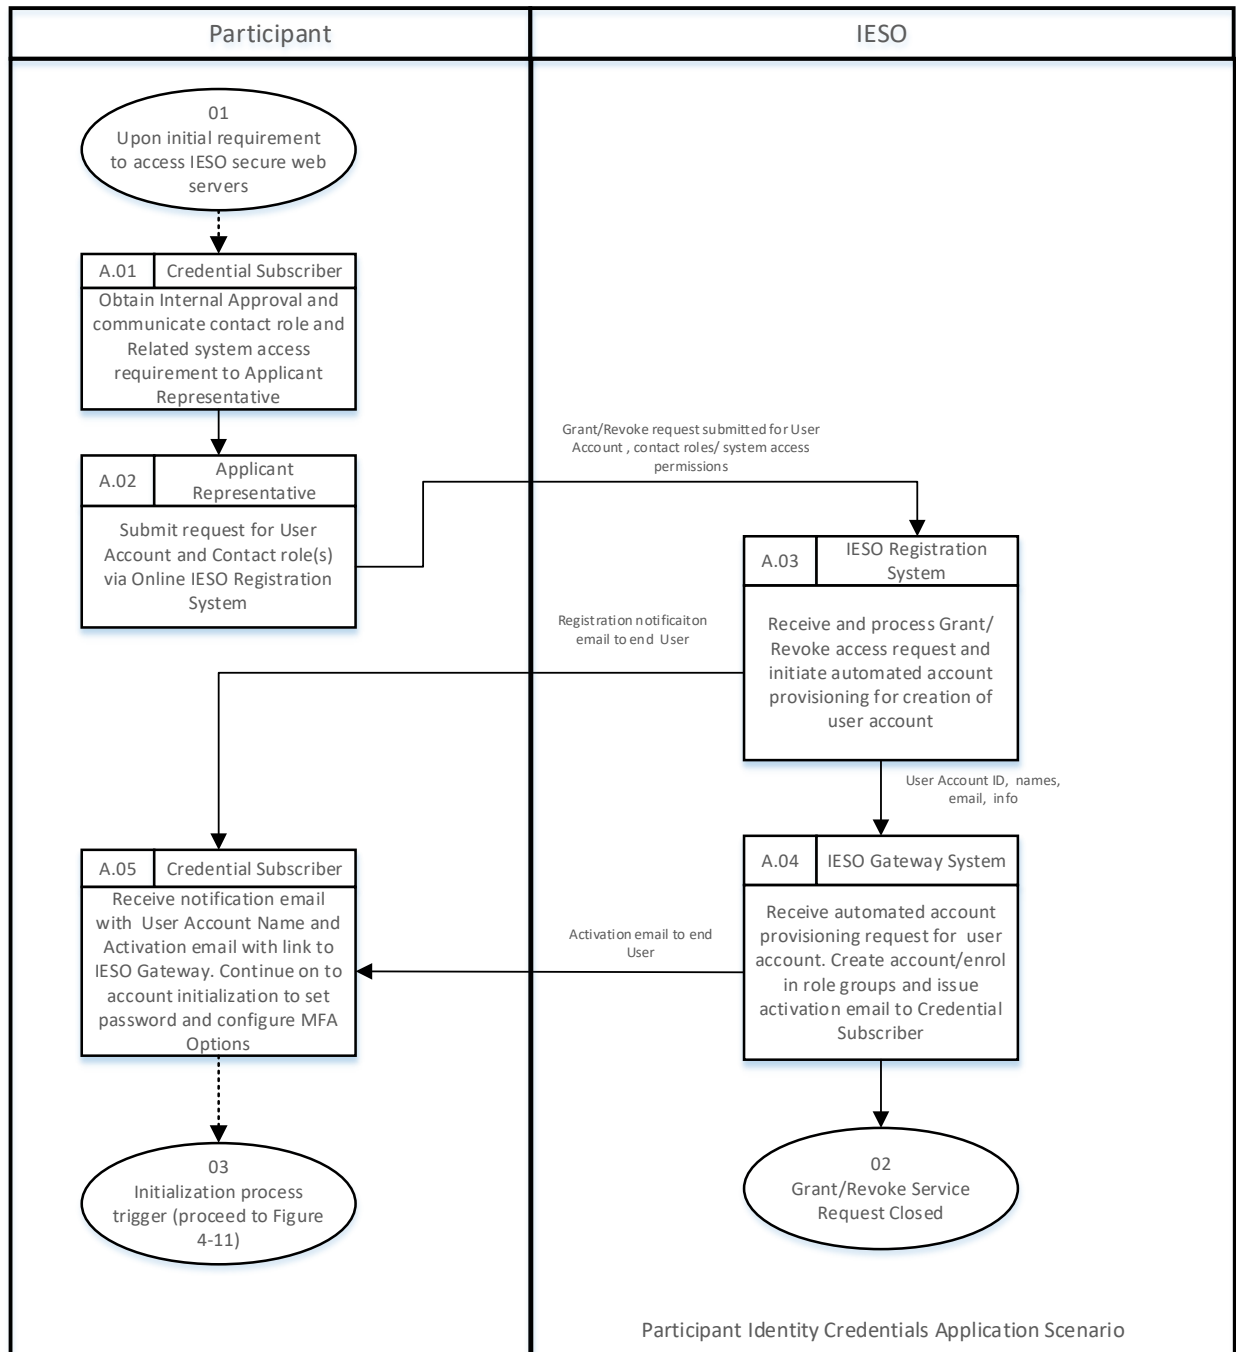 Participant
IESO
01
Upon initial requirement
to access IESO secure web
servers
A.01
Credential Subscriber
Obtain Internal Approval and
communicate contact role and
Related system access
requirement to Applicant
Representative
A.02
Applicant
Representative
Submit request for User
Account and Contact role(s)
via Online IESO Registration
System
Grant/Revoke request submitted for User
Account , contact roles/ system access
permissions
A.03
IESO Registration
System
Receive and process Grant/
Revoke access request and
initiate automated account
provisioning for creation of
user account
Registration notificaiton
email to end User
User Account ID, names,
email, info
A.05
Credential Subscriber
Receive notification email
with User Account Name and
Activation email with link to
IESO Gateway. Continue on to
account initialization to set
password and configure MFA
Options
A.04
IESO Gateway System
Receive automated account
provisioning request for user
account. Create account/enrol
in role groups and issue
activation email to Credential
Subscriber
Activation email to end
User
03
Initialization process
trigger (proceed to Figure
4-11)
02
Grant/Revoke Service
Request Closed
Participant Identity Credentials Application Scenario